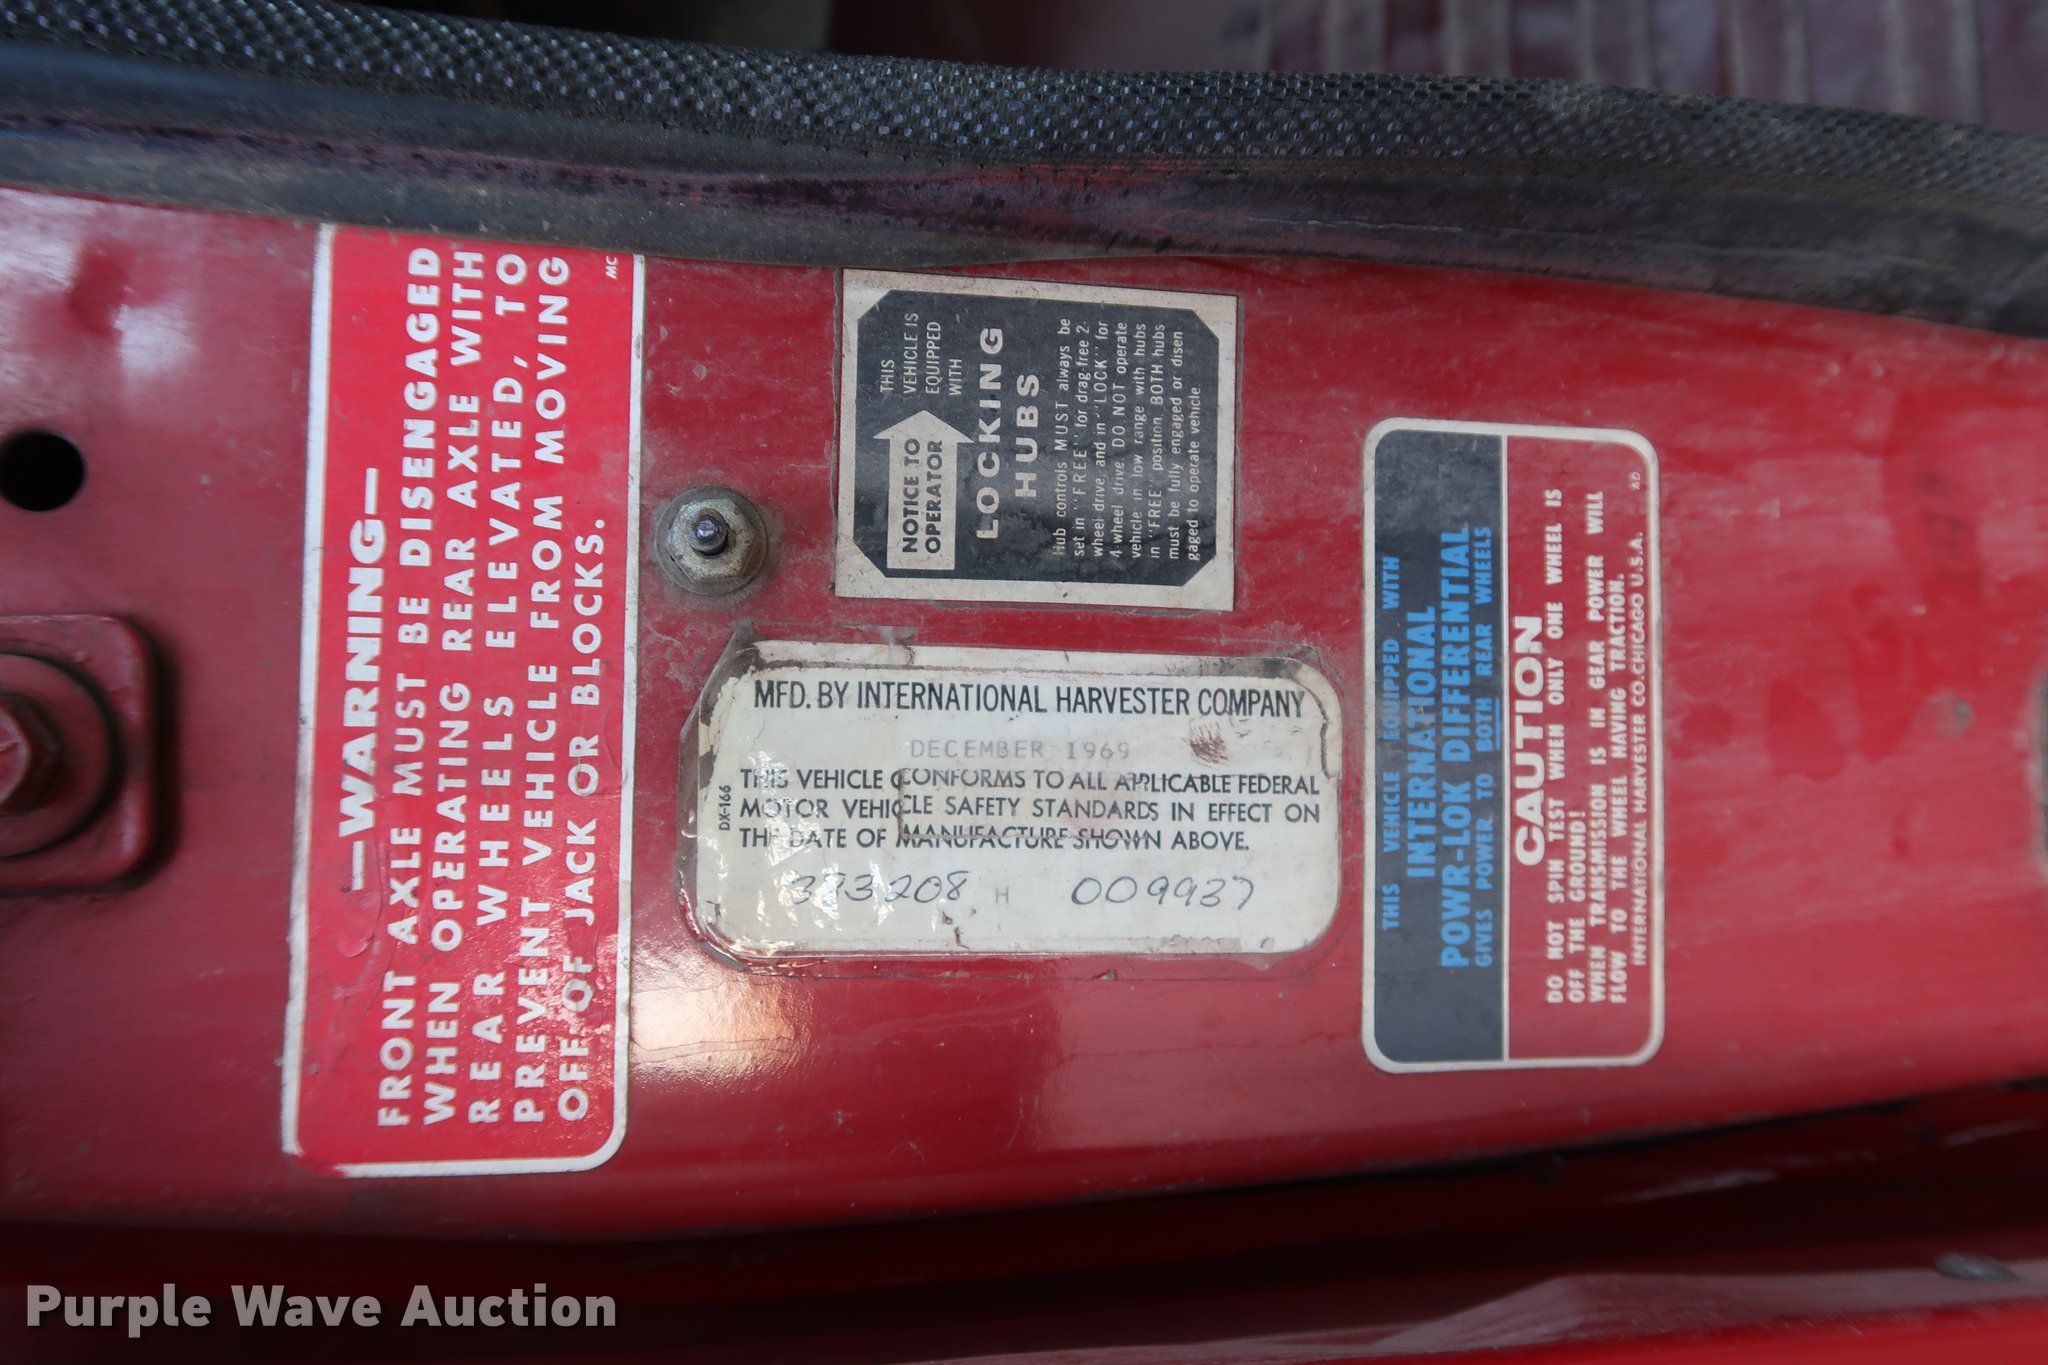 —WARNING—
FRONT AXLE MUST BE DISENGAGED
WHEN OPERATING REAR AXLE WITH
REAR WHEELS ELEVATED, TO
PREVENT VEHICLE FROM MOVING
OFF OF JACK OR BLOCKS.
MC
THIS
VEHICLE IS
EQUIPPED
WITH
NOTICE TO
OPERATOR
LOCKING
HUBS
Hub controls MUST always be
set in "FREE" for drag free 2-
wheel drive, and in "LOCK" for
4-wheel drive. DO NOT operate
vehicle in low range with hubs
in "FREE" position. BOTH hubs
must be fully engaged or disen
gaged to operate vehicle
MFD. BY INTERNATIONAL HARVESTER COMPANY
DECEMBER 1969
THIS VEHICLE CONFORMS TO ALL APPLICABLE FEDERAL
MOTOR VEHICLE SAFETY STANDARDS IN EFFECT ON
THE DATE OF MANUFACTURE SHOWN ABOVE.
DX-166
393208 H 009937
THIS VEHICLE EQUIPPED WITH
INTERNATIONAL
POWR-LOK DIFFERENTIAL
GIVES POWER TO BOTH REAR WHEELS
CAUTION
DO NOT SPIN TEST WHEN ONLY ONE WHEEL IS
OFF THE GROUND!
WHEN TRANSMISSION IS IN GEAR POWER WILL
FLOW TO THE WHEEL HAVING TRACTION.
INTERNATIONAL HARVESTER CO. CHICAGO U.S.A.
Purple Wave Auction